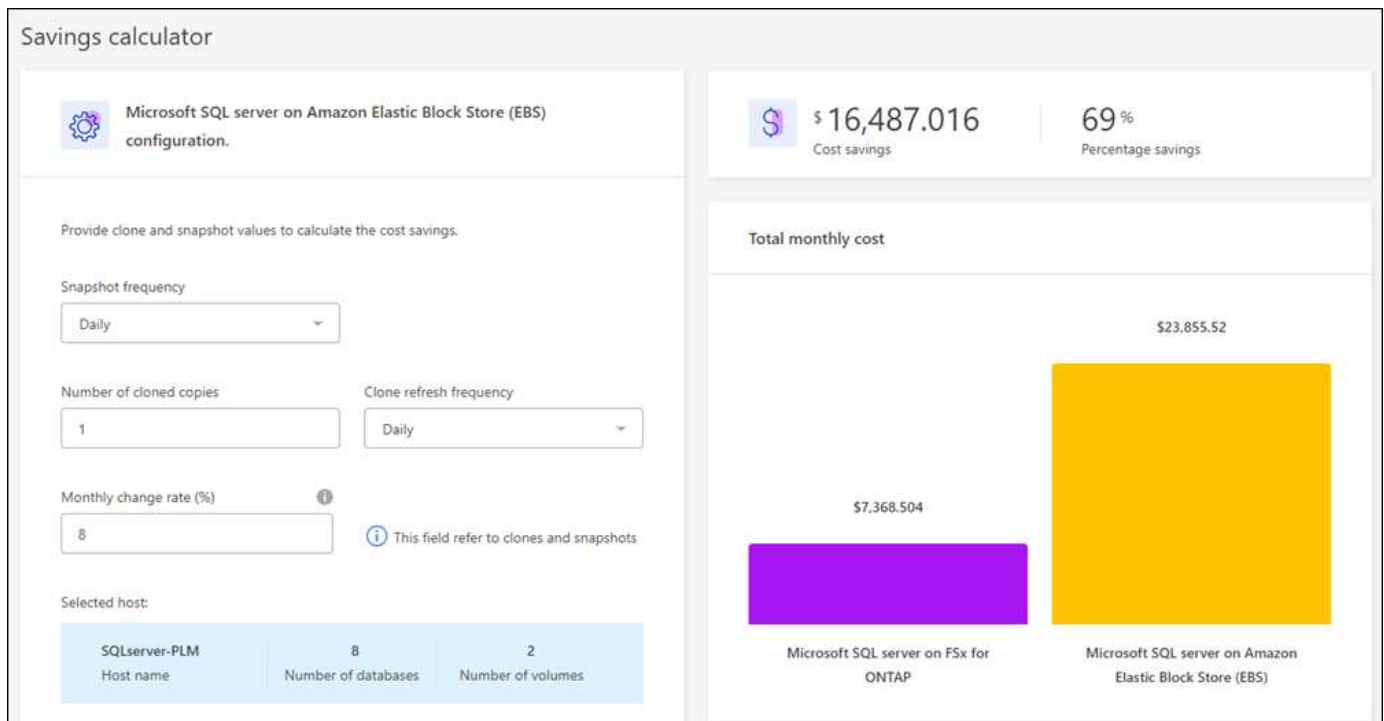 Savings calculator
Microsoft SQL server on Amazon Elastic Block Store (EBS)
configuration.
Provide clone and snapshot values to calculate the cost savings.
Snapshot frequency
Daily
Number of cloned copies
Clone refresh frequency
1
Daily
Monthly change rate (%)
8
This field refer to clones and snapshots
Selected host:
SQLserver-PLM
Host name
8
Number of databases
2
Number of volumes
$ 16,487.016
Cost savings
69 %
Percentage savings
Total monthly cost
$23,855.52
$7,368.504
Microsoft SQL server on FSx for
ONTAP
Microsoft SQL server on Amazon
Elastic Block Store (EBS)